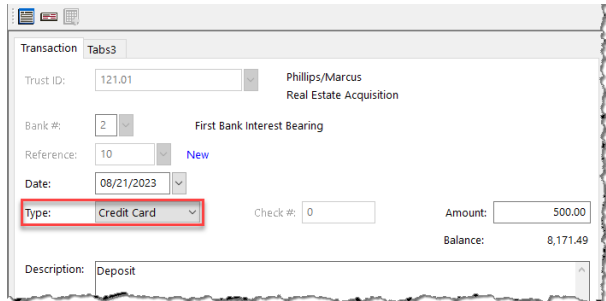 Transaction Tabs3
Trust ID: 121.01 Phillips/Marcus
Real Estate Acquisition
Bank #: 2 First Bank Interest Bearing
Reference: 10 New
Date: 08/21/2023
Type: Credit Card Check #: 0 Amount: 500.00
Balance: 8,171.49
Description: Deposit